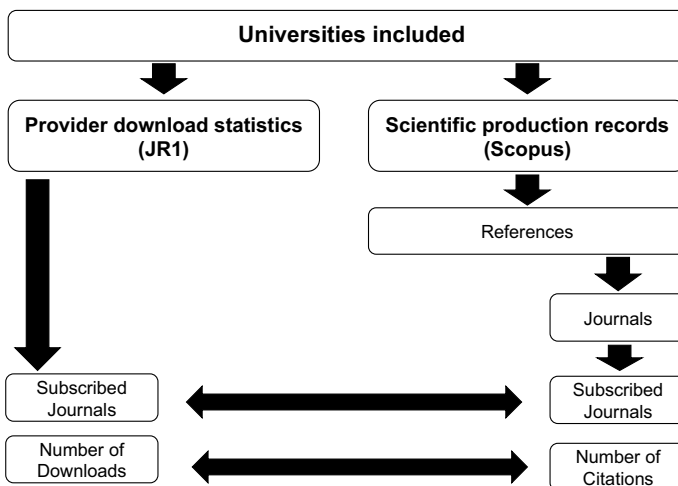 Universities included
Provider download statistics
(JR1)
Scientific production records
(Scopus)
References
Journals
Subscribed
Journals
Subscribed
Journals
Number of
Downloads
Number of
Citations